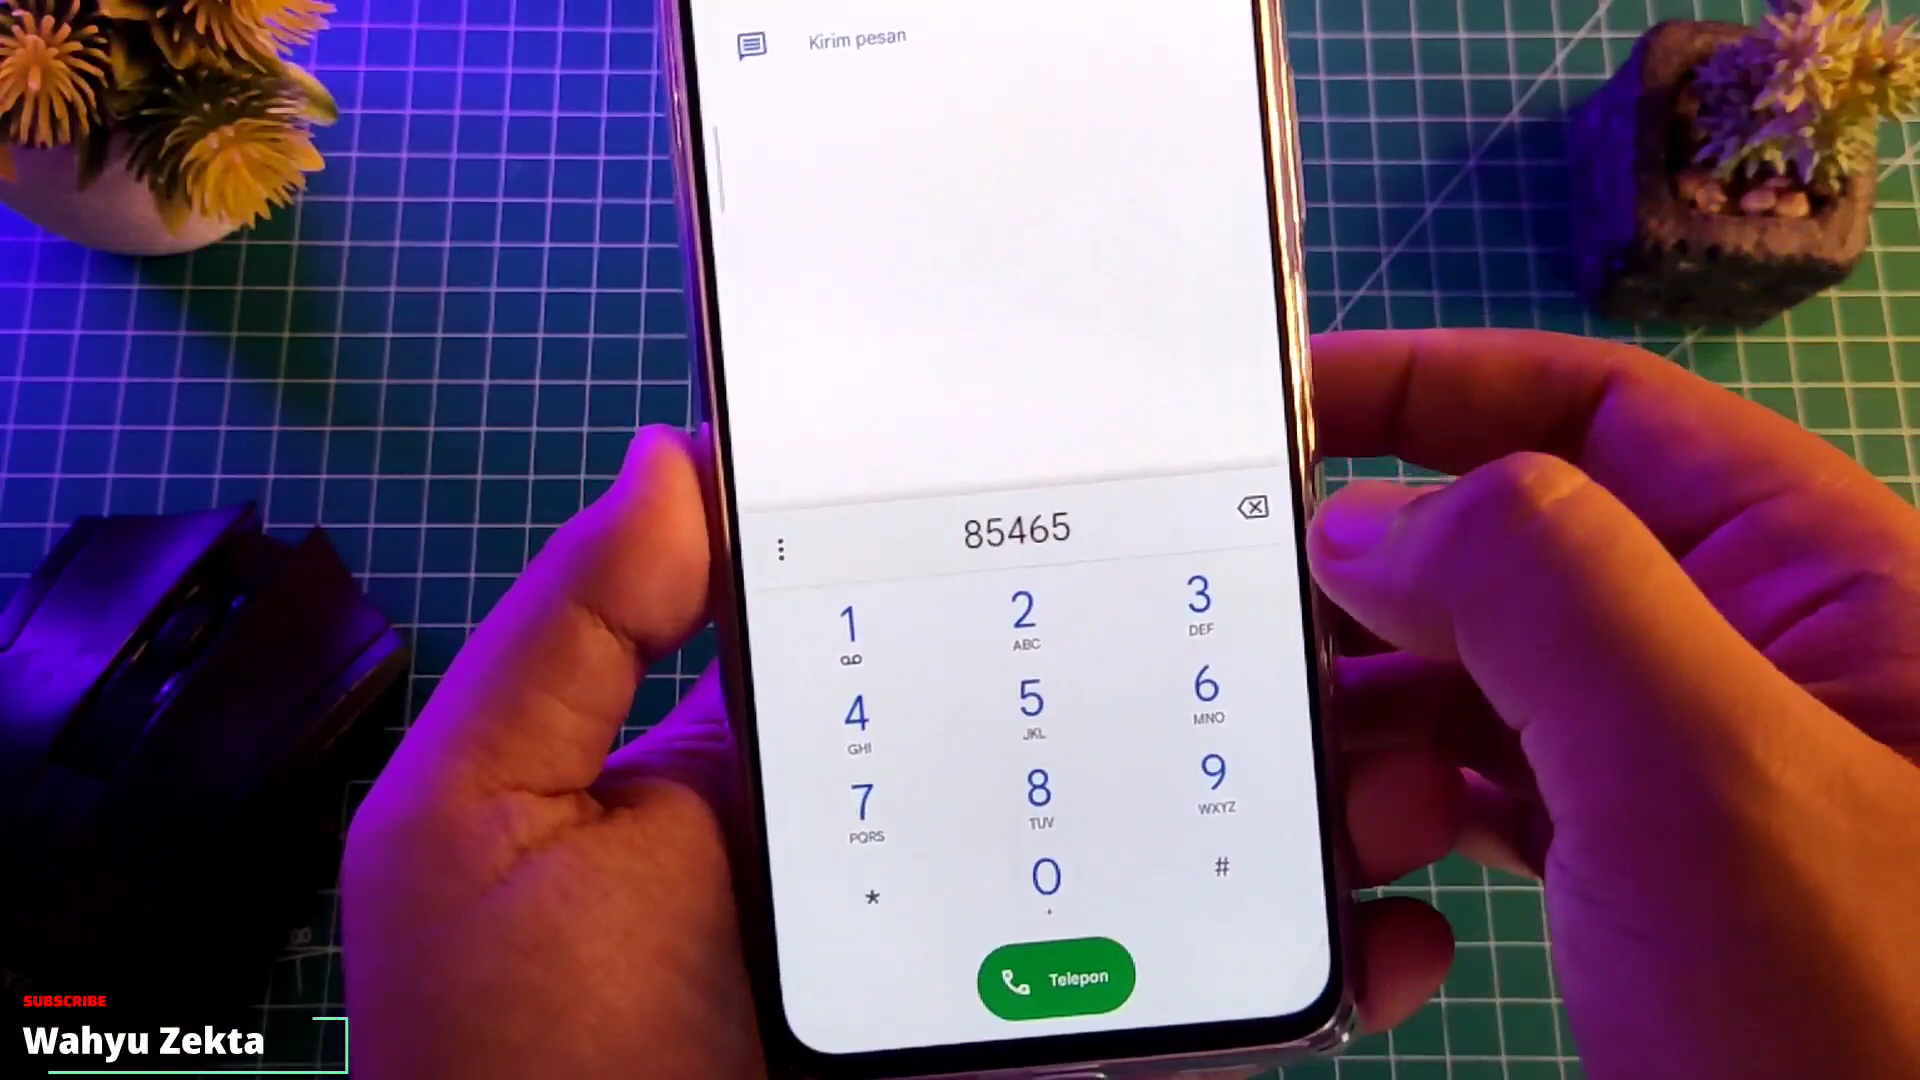 Kirim pesan
85465
1
2
ABC
3
DEF
4
GHI
5
JKL
6
MNO
7
PQRS
8
TUV
9
WXYZ
*
0
#
Telepon
SUBSCRIBE
Wahyu Zekta